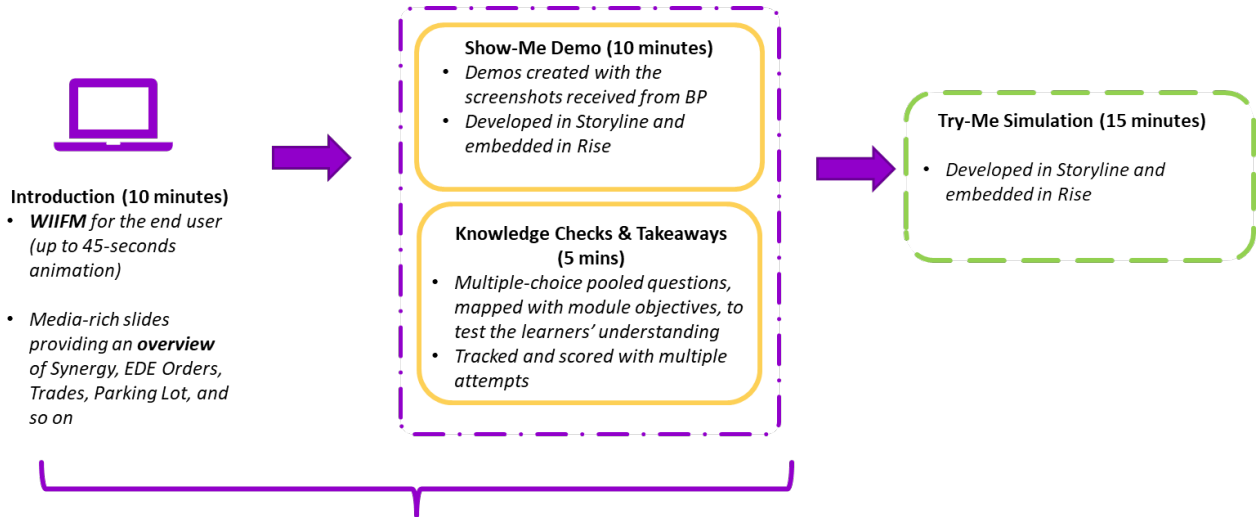 Introduction (10 minutes)
• WIIFM for the end user
(up to 45-seconds
animation)
• Media-rich slides
providing an overview
of Synergy, EDE Orders,
Trades, Parking Lot, and
so on
Show-Me Demo (10 minutes)
• Demos created with the
screenshots received from BP
• Developed in Storyline and
embedded in Rise
Knowledge Checks & Takeaways
(5 mins)
• Multiple-choice pooled questions,
mapped with module objectives, to
test the learners’ understanding
• Tracked and scored with multiple
attempts
Try-Me Simulation (15 minutes)
• Developed in Storyline and
embedded in Rise